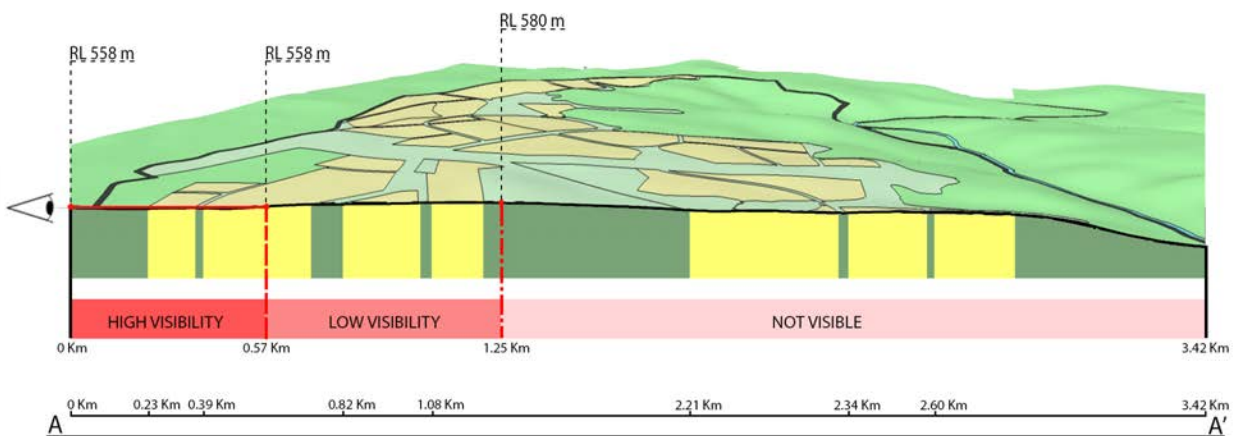 RL 580 m
RL 558 m RL 558 m
HIGH VISIBILITY LOW VISIBILITY NOT VISIBLE
0 Km 0.57 Km 1.25 Km 3.42 Km
0 Km 0.23 Km 0.39 Km 0.82 Km 1.08 Km 2.21 Km 2.34 Km 2.60 Km 3.42 Km
A A'